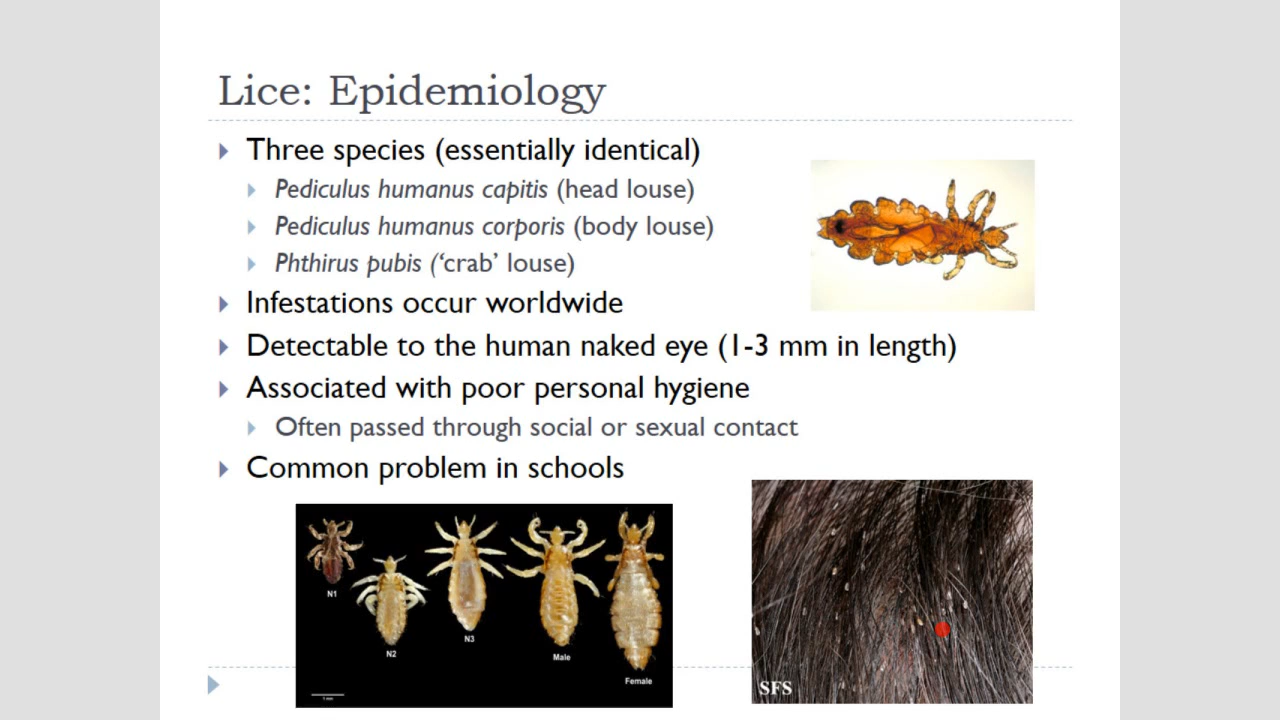 Lice: Epidemiology
Three species (essentially identical)
Pediculus humanus capitis (head louse)
Pediculus humanus corporis (body louse)
Phthirus pubis (‘crab’ louse)
Infestations occur worldwide
Detectable to the human naked eye (1-3 mm in length)
Associated with poor personal hygiene
Often passed through social or sexual contact
Common problem in schools
N1
N2
N3
Male
Female
1 mm
SFS